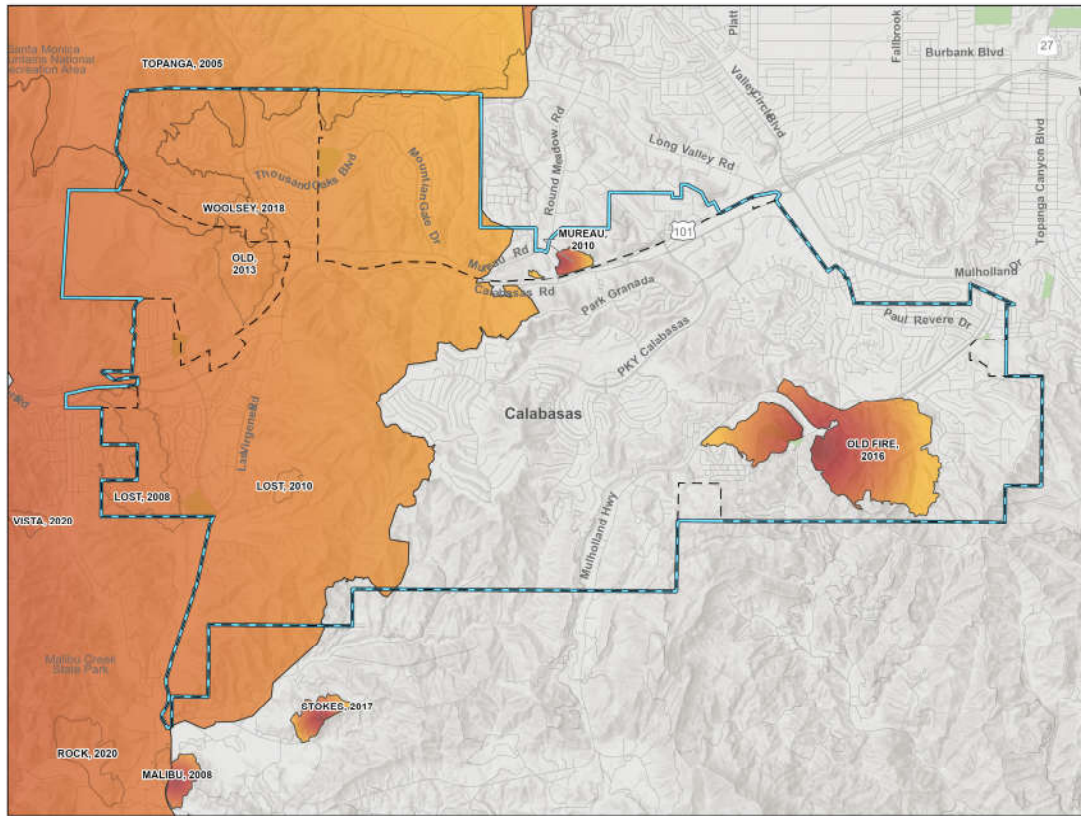 Platt
Fallbrook
Burbank Blvd
27
Santa Monica
Mountains National
Recreation Area
TOPANGA, 2005
Valley Circle Blvd
Round Meadow Rd
Long Valley Rd
Topanga Canyon Blvd
Thousand Oaks Blvd
Mountain Gate Dr
WOOLSEY, 2018
MUREAU,
2010
101
OLD,
2013
Mureau Rd
Calabasas Rd
Park Granada
Mulholland Dr
Paul Revere Dr
PKY Calabasas
Calabasas
Las Virgenes Rd
OLD FIRE,
2016
LOST, 2008
LOST, 2010
VISTA, 2020
Mulholland Hwy
Malibu Creek
State Park
STOKES, 2017
ROCK, 2020
MALIBU, 2008